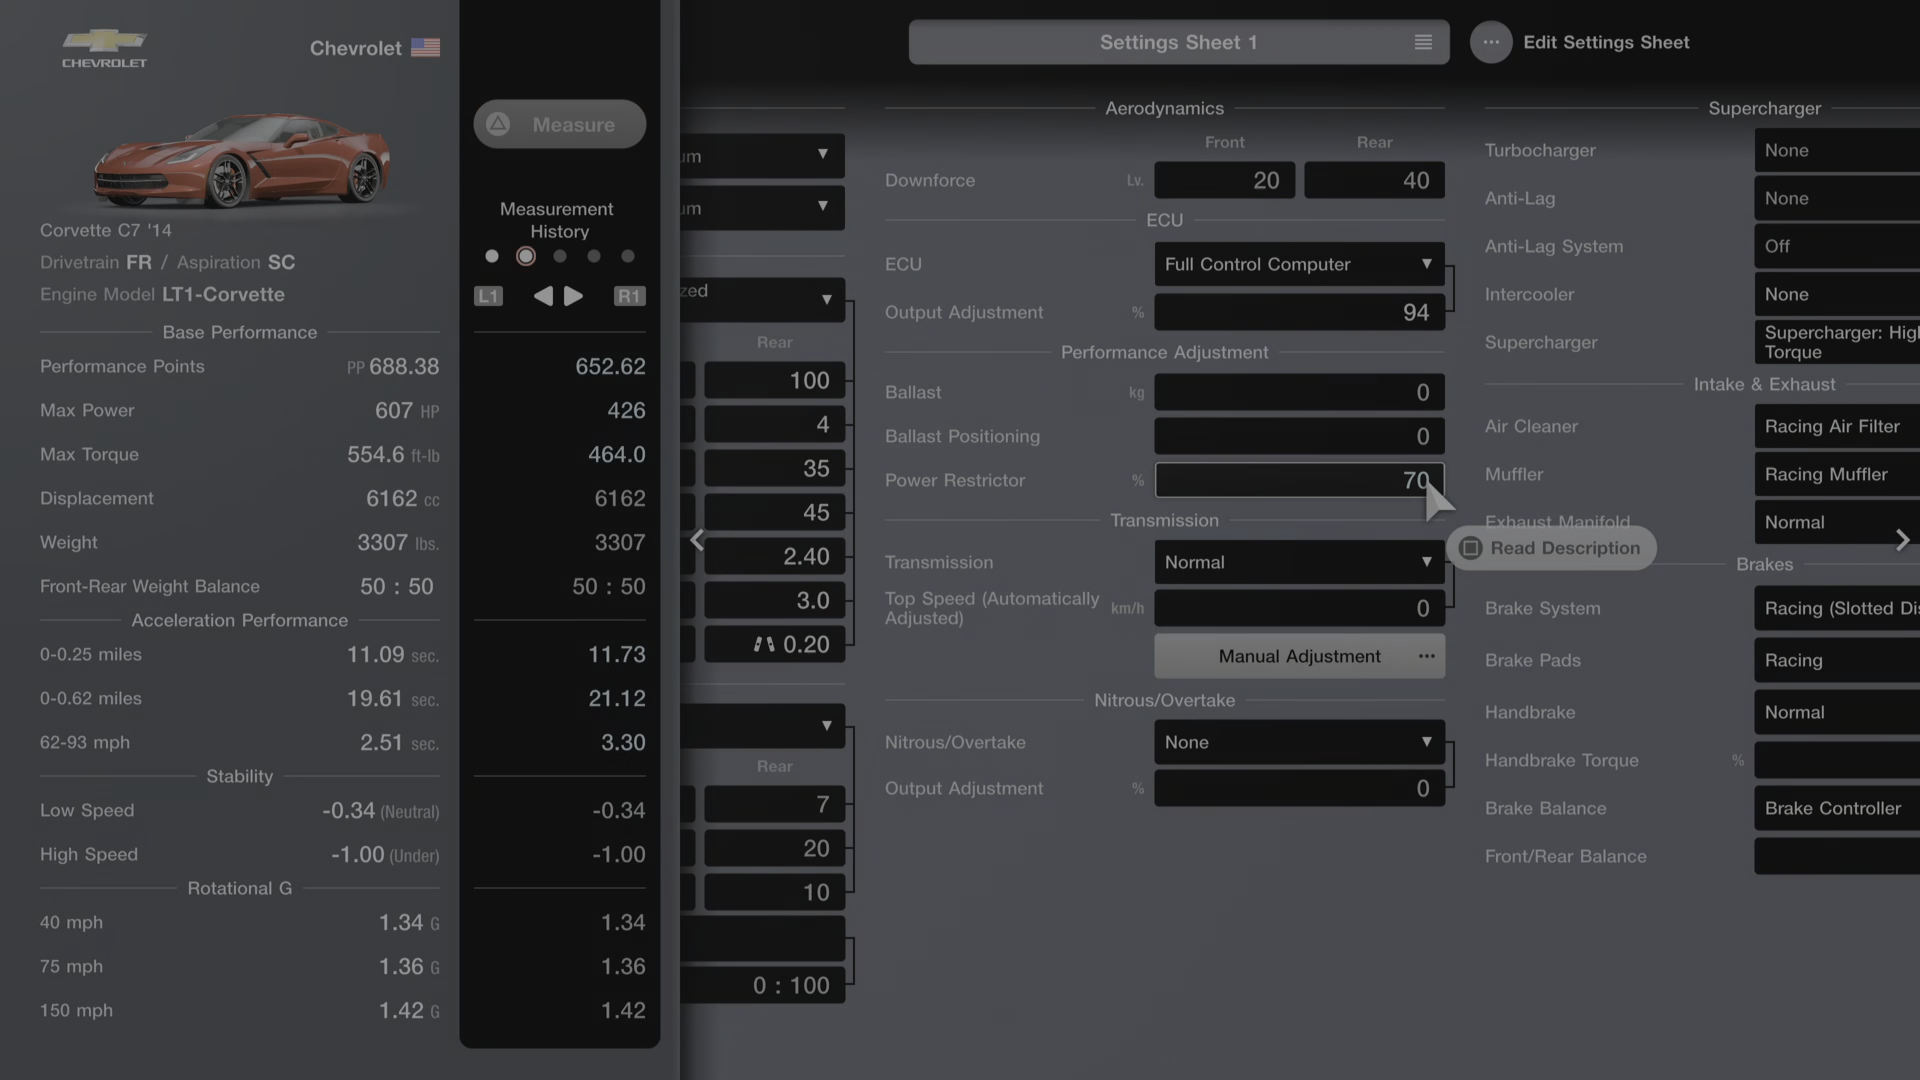 CHEVROLET
Chevrolet
Corvette C7 '14
Drivetrain FR / Aspiration SC
Engine Model LT1-Corvette
Base Performance
Performance Points PP 688.38
Max Power 607 HP
Max Torque 554.6 ft-lb
Displacement 6162 cc
Weight 3307 lbs.
Front-Rear Weight Balance 50 : 50
Acceleration Performance
0-0.25 miles 11.09 sec.
0-0.62 miles 19.61 sec.
62-93 mph 2.51 sec.
Stability
Low Speed -0.34 (Neutral)
High Speed -1.00 (Under)
Rotational G
40 mph 1.34 G
75 mph 1.36 G
150 mph 1.42 G
Measure
Measurement
History
L1 R1
652.62
426
464.0
6162
3307
50 : 50
11.73
21.12
3.30
-0.34
-1.00
1.34
1.36
1.42
Settings Sheet 1
Edit Settings Sheet
um
um
zed
Rear
100
4
35
45
2.40
3.0
0.20
Rear
7
20
10
0 : 100
Aerodynamics
Front Rear
Downforce Lv. 20 40
ECU
ECU Full Control Computer
Output Adjustment % 94
Performance Adjustment
Ballast kg 0
Ballast Positioning 0
Power Restrictor % 70
Transmission
Transmission Normal
Top Speed (Automatically
Adjusted) km/h 0
Manual Adjustment
Nitrous/Overtake
Nitrous/Overtake None
Output Adjustment % 0
Supercharger
Turbocharger None
Anti-Lag None
Anti-Lag System Off
Intercooler None
Supercharger Supercharger: Hig
Torque
Intake & Exhaust
Air Cleaner Racing Air Filter
Muffler Racing Muffler
Exhaust Manifold Normal
Read Description
Brakes
Brake System Racing (Slotted Dis
Brake Pads Racing
Handbrake Normal
Handbrake Torque %
Brake Balance Brake Controller
Front/Rear Balance